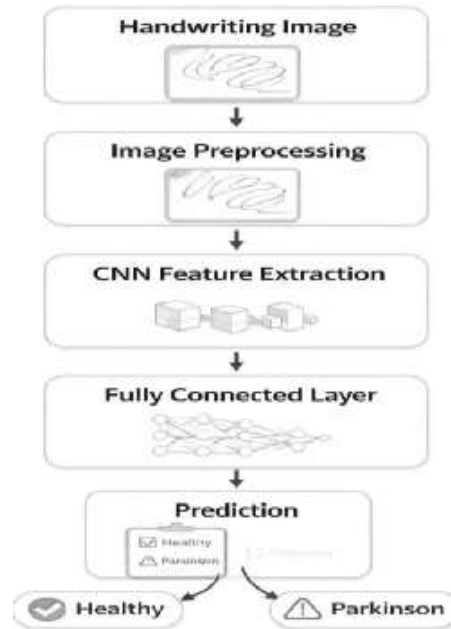 Handwriting Image
Image Preprocessing
CNN Feature Extraction
Fully Connected Layer
Prediction
Healthy
Parkinson
Healthy
Parkinson